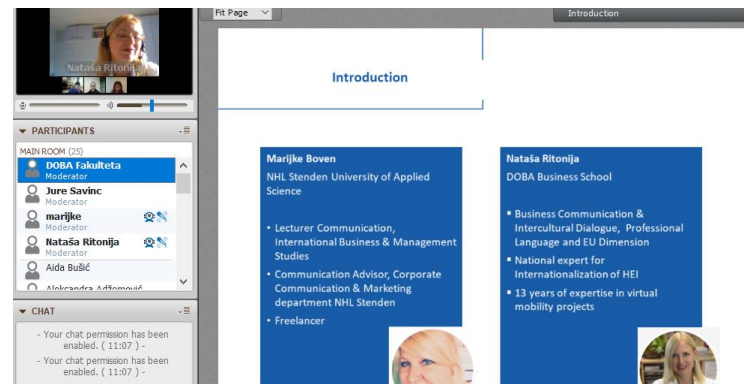 Fit Page
Introduction
Nataša Ritonija
PARTICIPANTS
MAIN ROOM (25)
DOBA Fakulteta
Moderator
Jure Savinc
Moderator
marijke
Moderator
Nataša Ritonija
Moderator
Aida Bušić
Aleksandra Adžemović
CHAT
- Your chat permission has been
enabled. ( 11:07 ) -
- Your chat permission has been
enabled. ( 11:07 ) -
Introduction
Marijke Boven
NHL Stenden University of Applied
Science
• Lecturer Communication,
International Business & Management
Studies
• Communication Advisor, Corporate
Communication & Marketing
department NHL Stenden
• Freelancer
Nataša Ritonija
DOBA Business School
▪ Business Communication &
Intercultural Dialogue, Professional
Language and EU Dimension
▪ National expert for
Internationalization of HEI
▪ 13 years of expertise in virtual
mobility projects